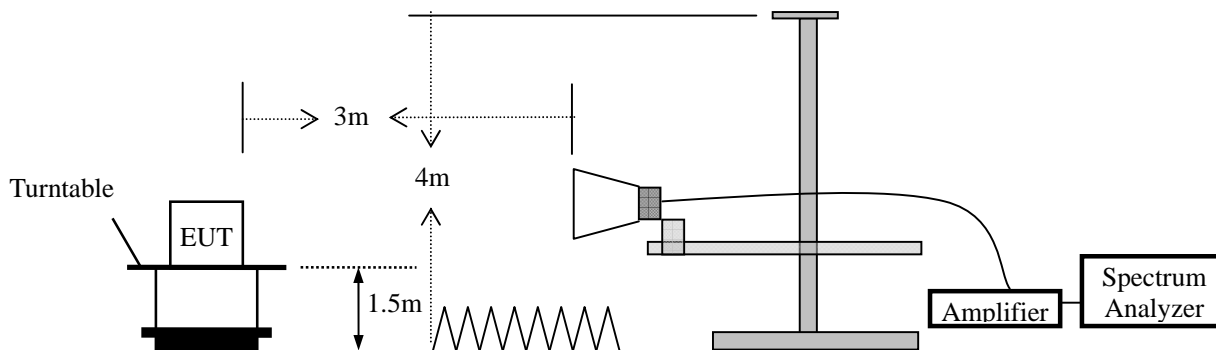 3m
4m
Turntable
EUT
1.5m
Amplifier
Spectrum
Analyzer